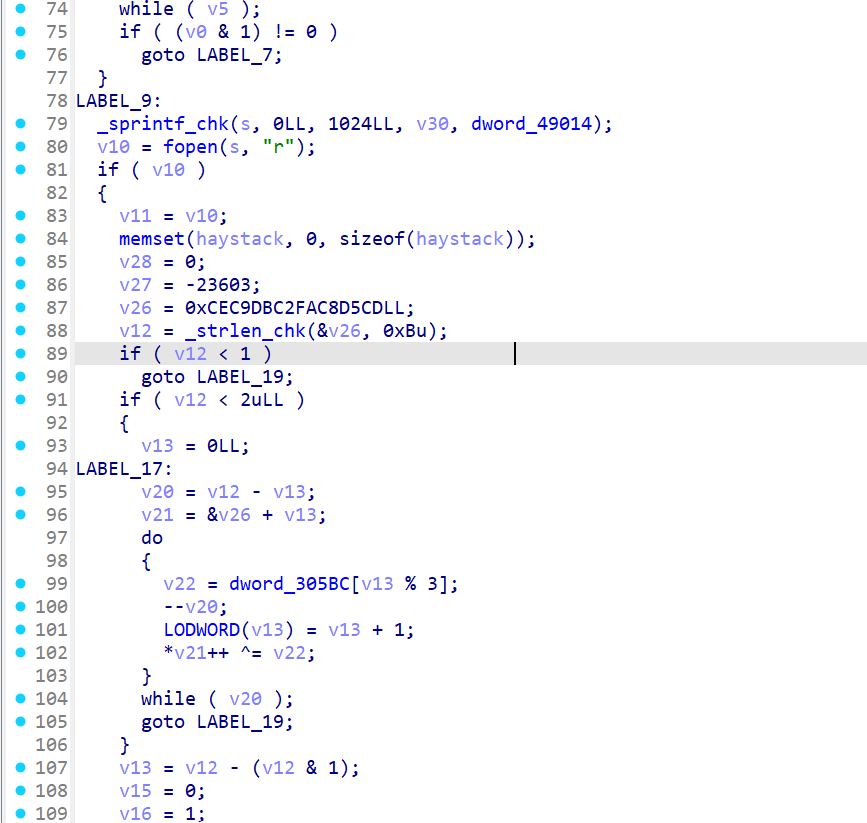 74 while ( v5 );
75 if ( (v0 & 1) != 0 )
76 goto LABEL_7;
77 }
78 LABEL_9:
79 _sprintf_chk(s, 0LL, 1024LL, v30, dword_49014);
80 v10 = fopen(s, "r");
81 if ( v10 )
82 {
83 v11 = v10;
84 memset(haystack, 0, sizeof(haystack));
85 v28 = 0;
86 v27 = -23603;
87 v26 = 0xCEC9DBC2FAC8D5CDLL;
88 v12 = _strlen_chk(&v26, 0xBu);
89 if ( v12 < 1 )
90 goto LABEL_19;
91 if ( v12 < 2uLL )
92 {
93 v13 = 0LL;
94 LABEL_17:
95 v20 = v12 - v13;
96 v21 = &v26 + v13;
97 do
98 {
99 v22 = dword_305BC[v13 % 3];
100 --v20;
101 LODWORD(v13) = v13 + 1;
102 *v21++ ^= v22;
103 }
104 while ( v20 );
105 goto LABEL_19;
106 }
107 v13 = v12 - (v12 & 1);
108 v15 = 0;
109 v16 = 1;